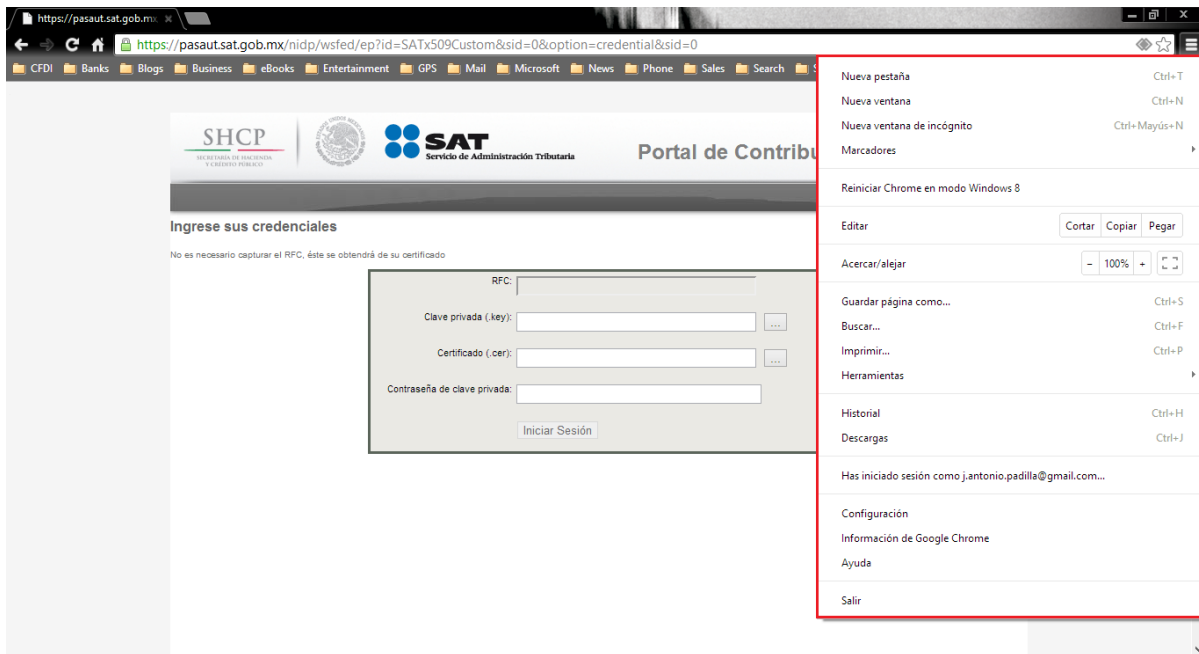 https://pasaut.sat.gob.mx
https://pasaut.sat.gob.mx/nidp/wsfed/ep?id=SATx509Custom&sid=0&option=credential&sid=0
CFDI Banks Blogs Business eBooks Entertainment GPS Mail Microsoft News Phone Sales Search
SHCP
SECRETARÍA DE HACIENDA
Y CRÉDITO PÚBLICO
SAT
Servicio de Administración Tributaria
Portal de Contribu
Ingrese sus credenciales
No es necesario capturar el RFC, éste se obtendrá de su certificado
RFC:
Clave privada (.key): ...
Certificado (.cer): ...
Contraseña de clave privada:
Iniciar Sesión
Nueva pestaña Ctrl+T
Nueva ventana Ctrl+N
Nueva ventana de incógnito Ctrl+Mayús+N
Marcadores
Reiniciar Chrome en modo Windows 8
Editar Cortar Copiar Pegar
Acercar/alejar - 100% +
Guardar página como... Ctrl+S
Buscar... Ctrl+F
Imprimir... Ctrl+P
Herramientas
Historial Ctrl+H
Descargas Ctrl+J
Has iniciado sesión como j.antonio.padilla@gmail.com...
Configuración
Información de Google Chrome
Ayuda
Salir